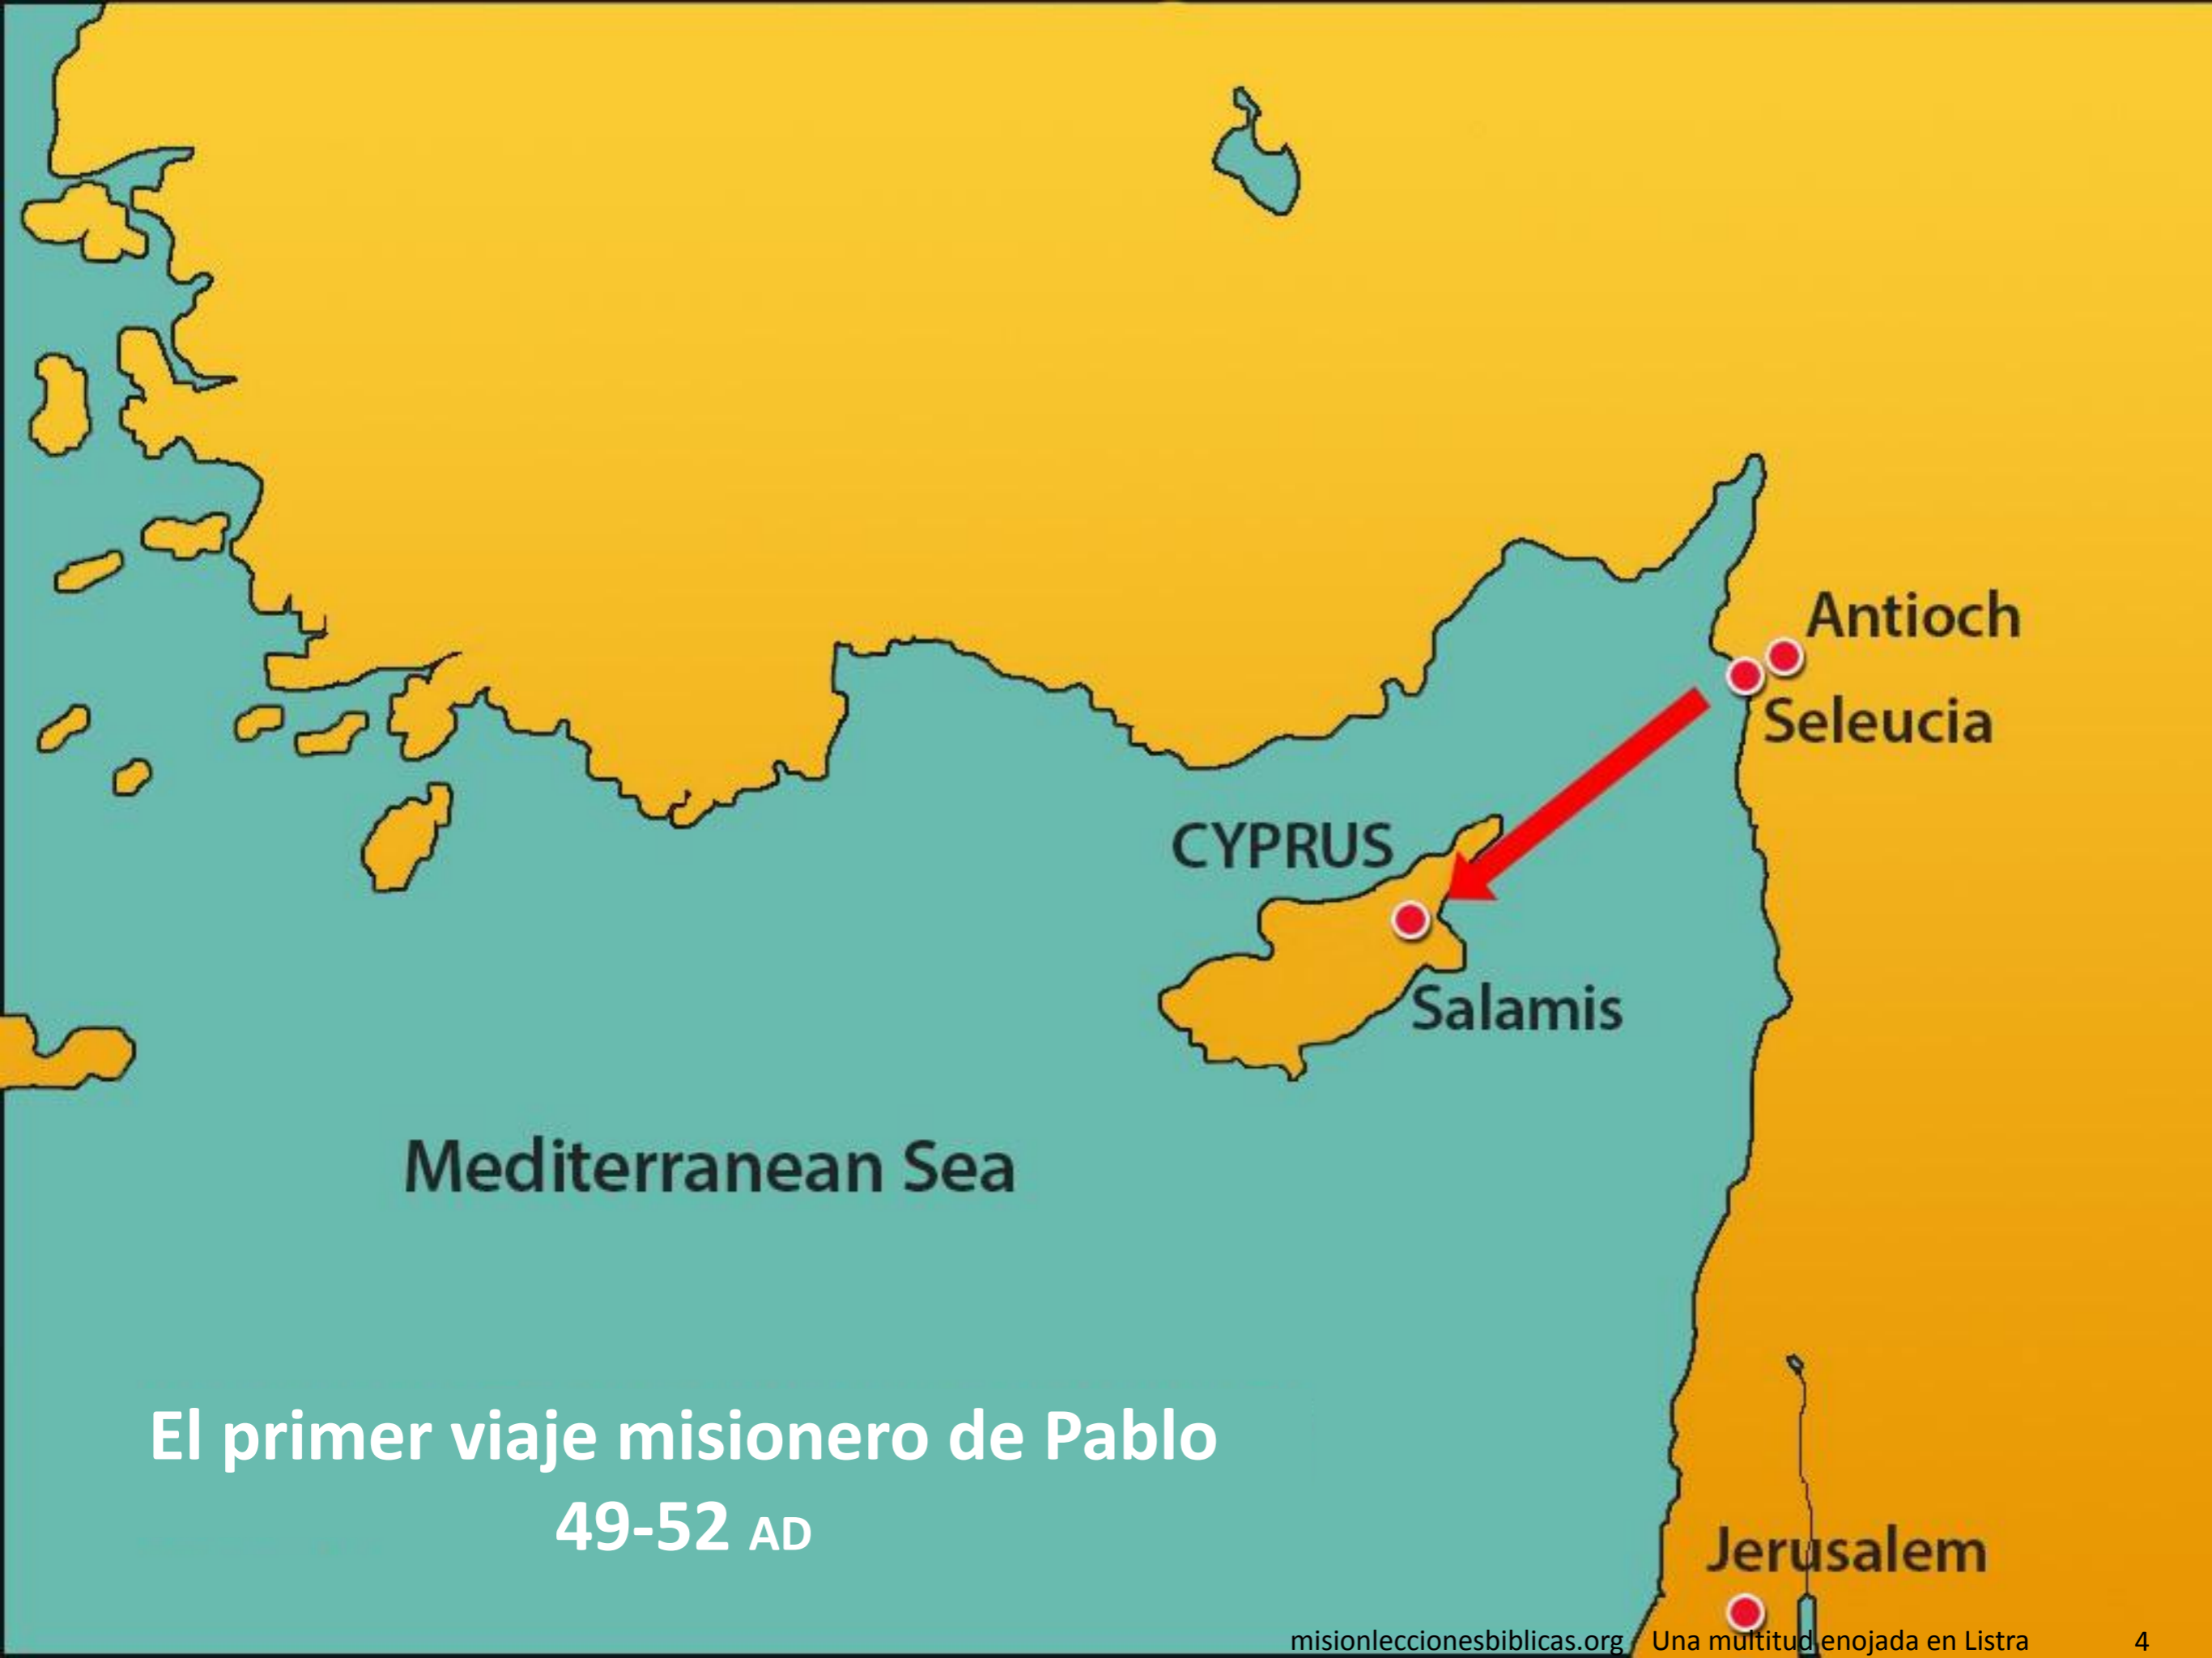 Antioch
Seleucia
CYPRUS
Salamis
Mediterranean Sea
El primer viaje misionero de Pablo
49-52 AD
Jerusalem
misionleccionesbiblicas.org Una multitud enojada en Listra 4